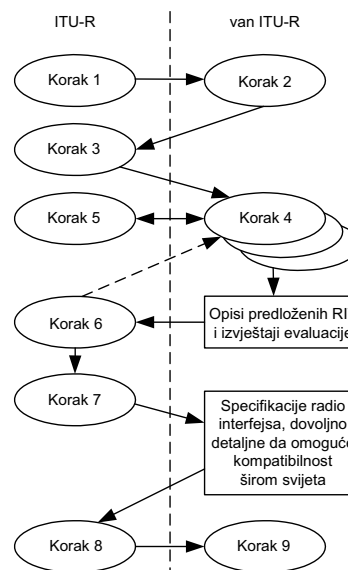 ITU-R van ITU-R
Korak 1
Korak 2
Korak 3
Korak 5
Korak 4
Opisi predloženih RI
i izvještaji evaluacije
Korak 6
Korak 7
Specifikacije radio
interfejsa, dovoljno
detaljne da omoguće
kompatibilnost
širom svijeta
Korak 8
Korak 9